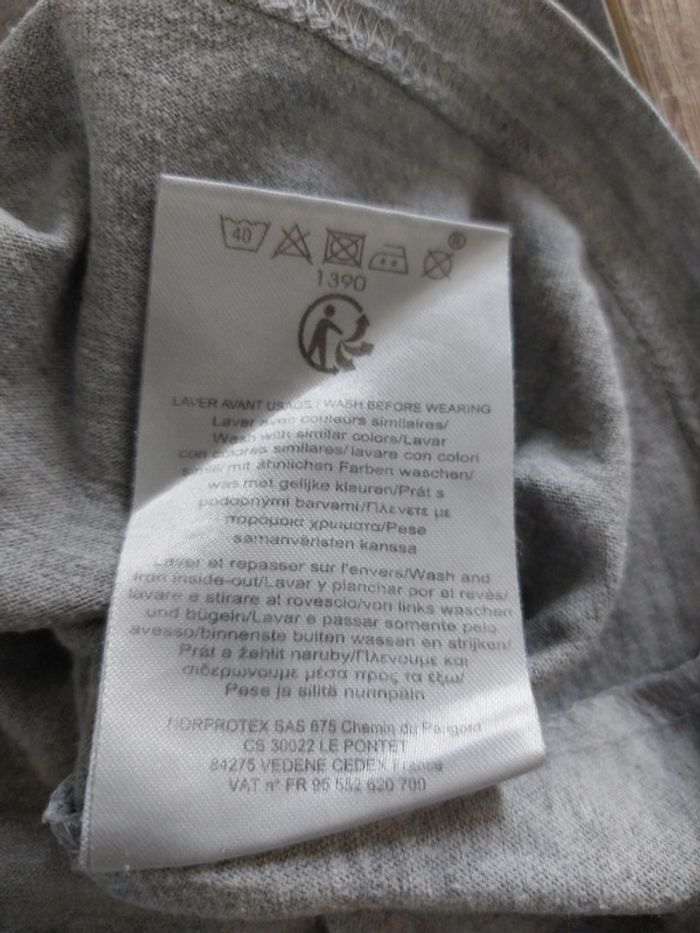 40
®
1390
LAVER AVANT USAGE / WASH BEFORE WEARING
Laver avec couleurs similaires/
Wash with similar colors/Lavar
con colores similares/lavare con colori
simili/mit ähnlichen Farben waschen/
was met gelijke kleuren/Prát s
podobnými barvami/Πλένετε με
παρόμοια χρώματα/Pese
samanväristen kanssa
Laver et repasser sur l'envers/Wash and
iron inside-out/Lavar y planchar por el revés/
lavare e stirare al rovescio/von links waschen
und bügeln/Lavar e passar somente pelo
avesso/binnenste buiten wassen en strijken/
Prát a žehlit naruby/Πλένουμε και
σιδερώνουμε μέσα προς τα έξω/
Pese ja silitä nurinpäin
NORPROTEX SAS 675 Chemin du Périgord
CS 30022 LE PONTET
84275 VEDENE CEDEX France
VAT n° FR 95 552 620 700